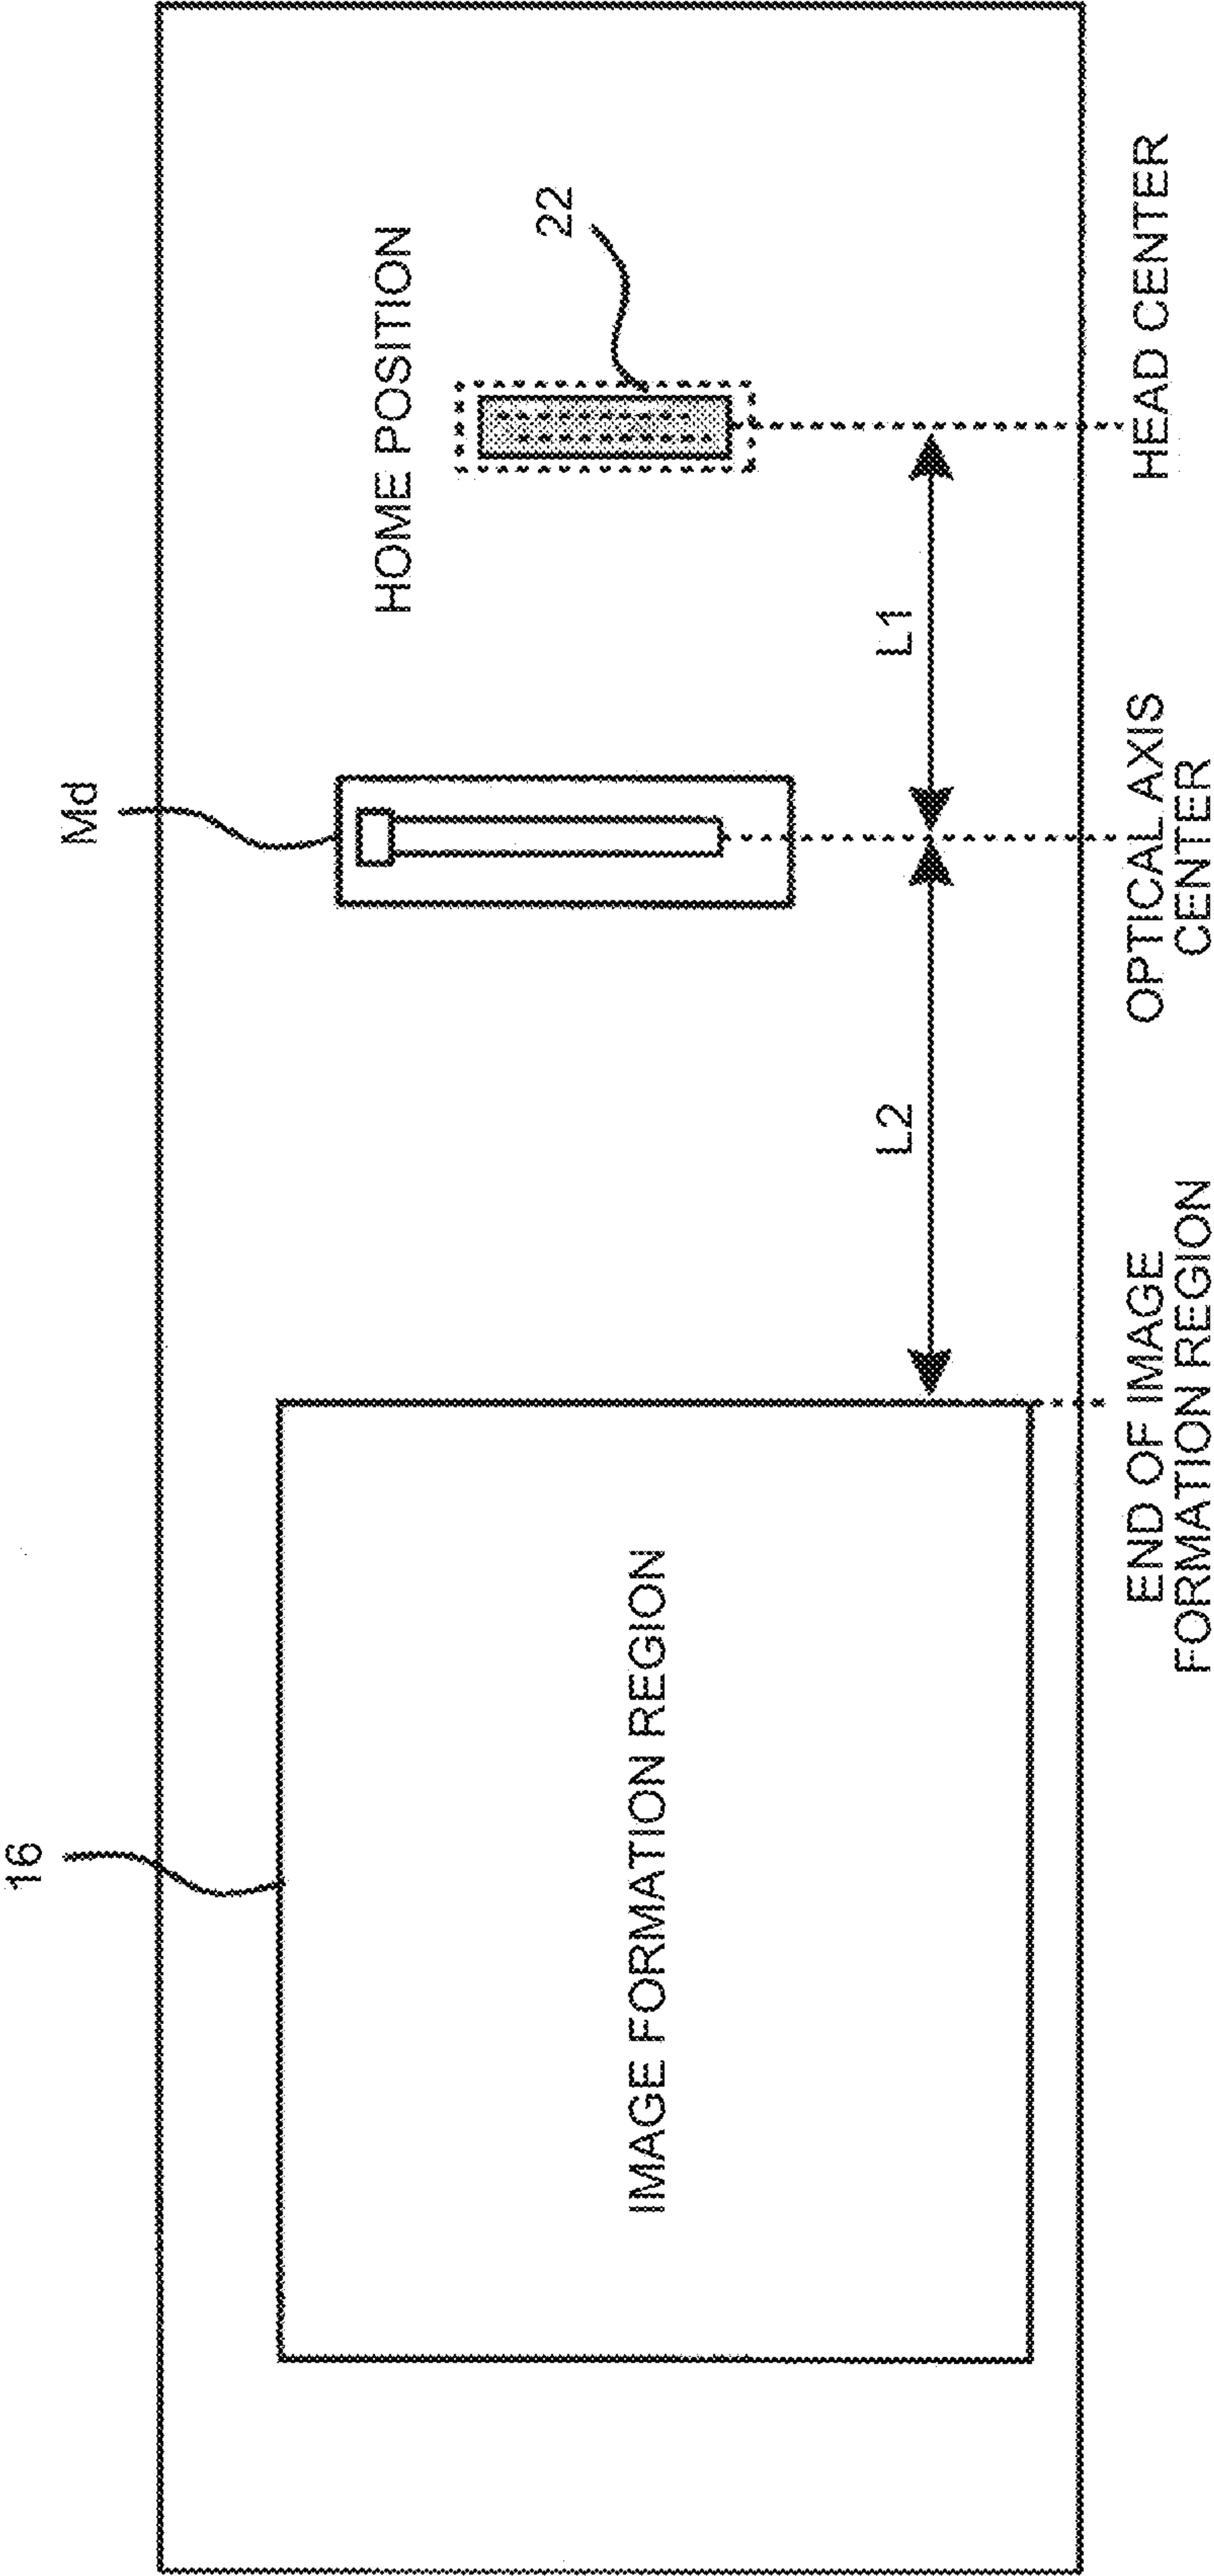 16
Md
22
HOME POSITION
IMAGE FORMATION REGION
L2
L1
END OF IMAGE
FORMATION REGION
OPTICAL AXIS
CENTER
HEAD CENTER